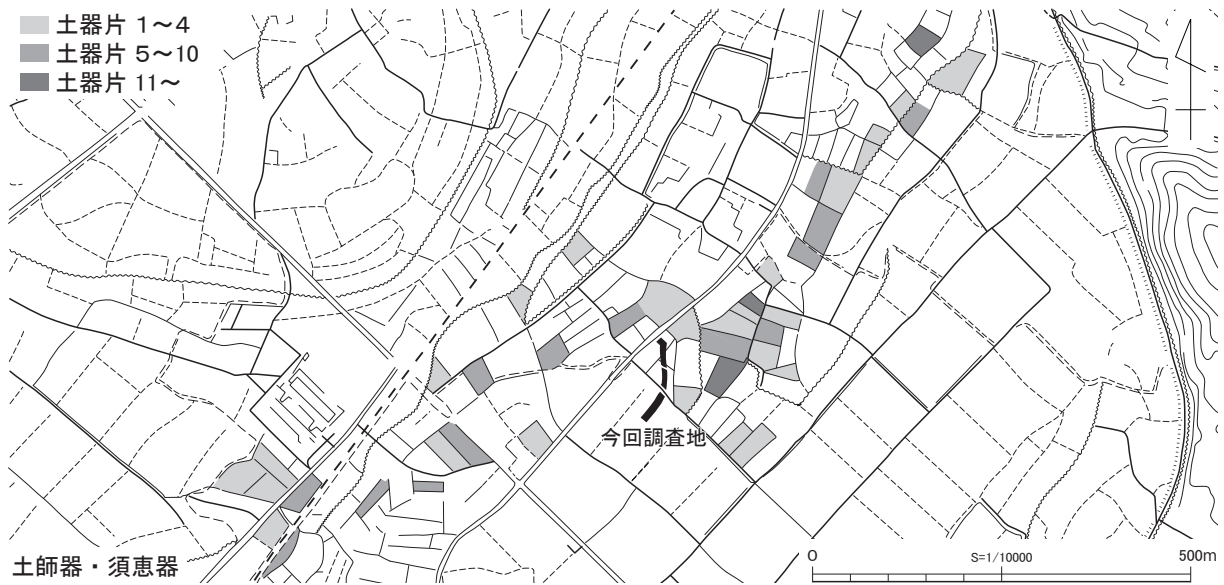 土器片 1～4
土器片 5～10
土器片 11～
今回調査地
土師器・須恵器
0 S=1/10000 500m